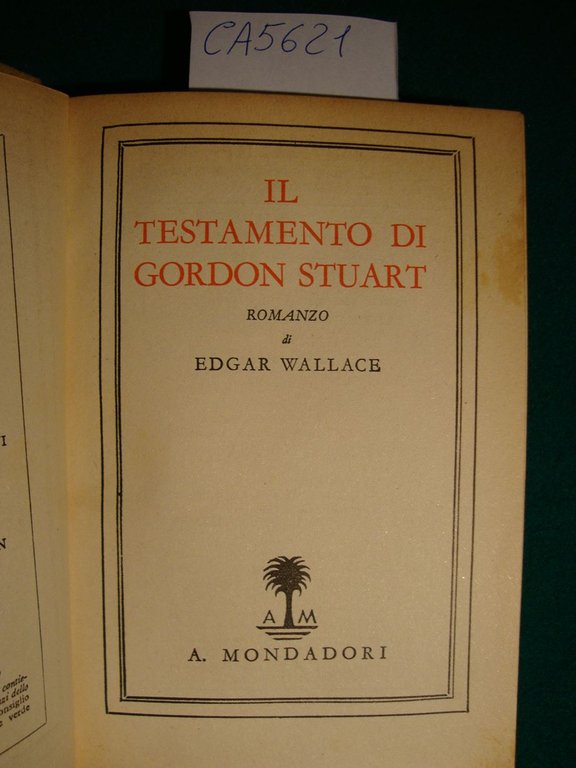 CA5621
IL
TESTAMENTO DI
GORDON STUART
ROMANZO
di
EDGAR WALLACE
A M
A. MONDADORI